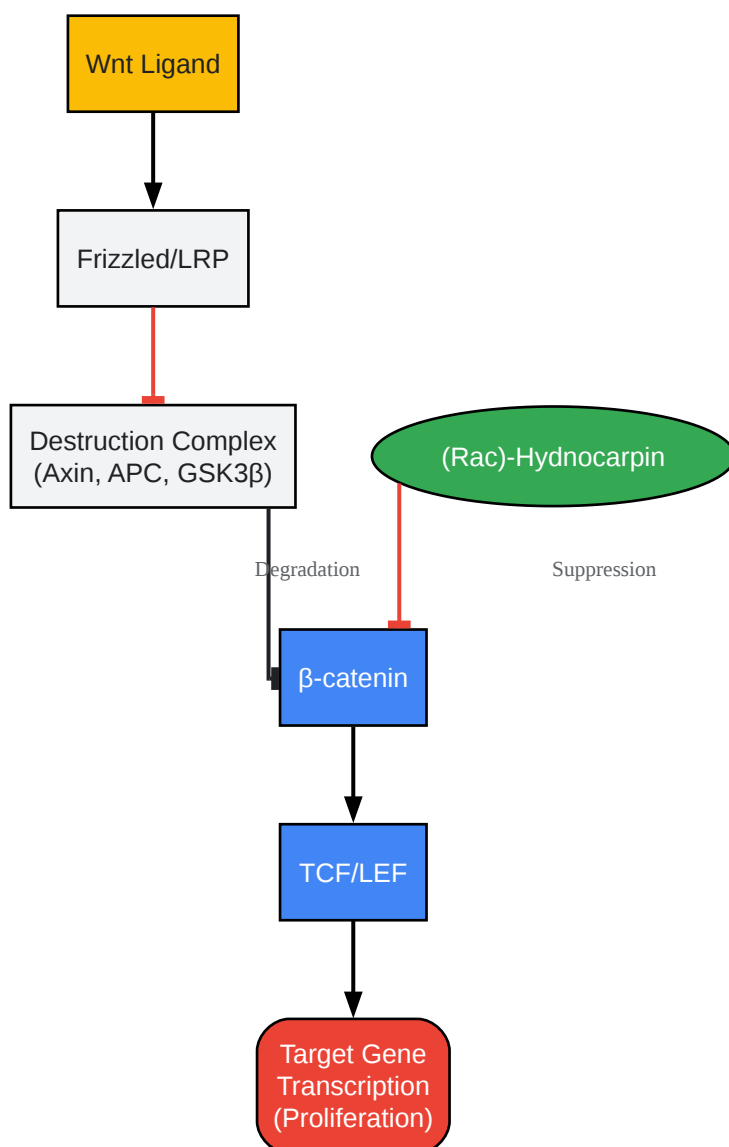 Wnt Ligand
Frizzled/LRP
Destruction Complex
(Axin, APC, GSK3β)
(Rac)-Hydnocarpin
Degradation
Suppression
β-catenin
TCF/LEF
Target Gene
Transcription
(Proliferation)